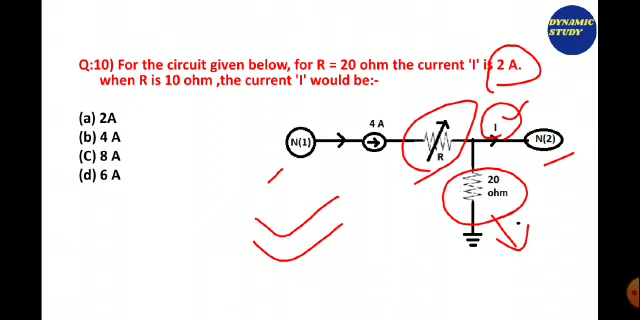 DYNAMIC
STUDY
Q:10) For the circuit given below, for R = 20 ohm the current 'I' is 2 A.
when R is 10 ohm ,the current 'I' would be:-
(a) 2A
(b) 4 A
(C) 8 A
(d) 6 A
4 A
I
N(1)
R
N(2)
20
ohm